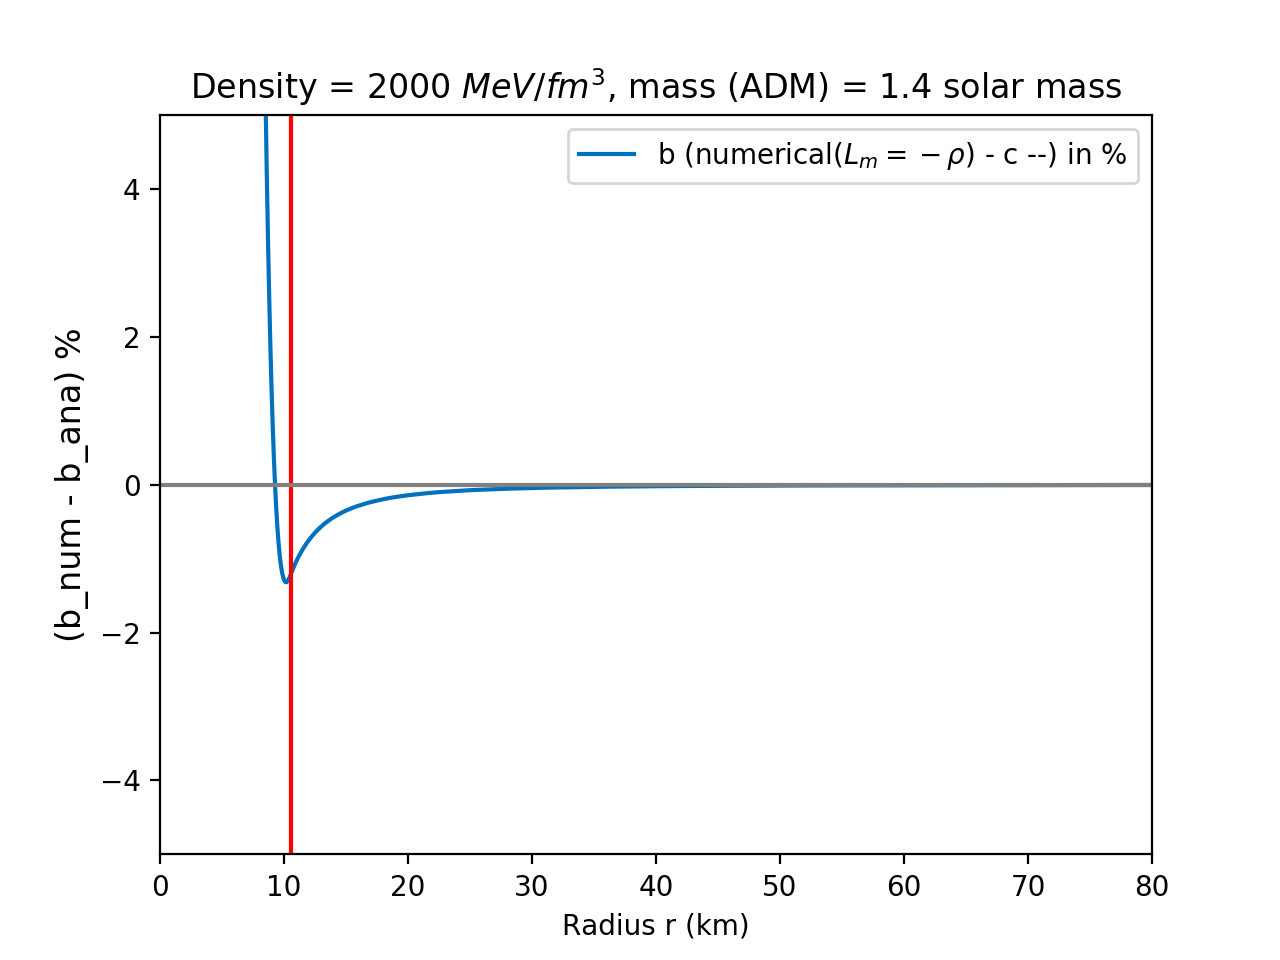 Density = 2000 MeV/fm³, mass (ADM) = 1.4 solar mass
b (numerical(Lₘ = − ρ) - c --) in %
(b_num - b_ana) %
4
2
0
−2
−4
0 10 20 30 40 50 60 70 80
Radius r (km)